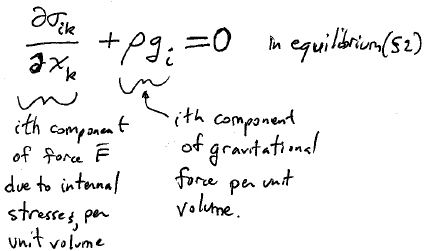 ∂σ_ik/∂x_k + ρg_i = 0 in equilibrium (§2)
ith component
of force F̅
due to internal
stresses, per
unit volume
ith component
of gravitational
force per unit
volume.